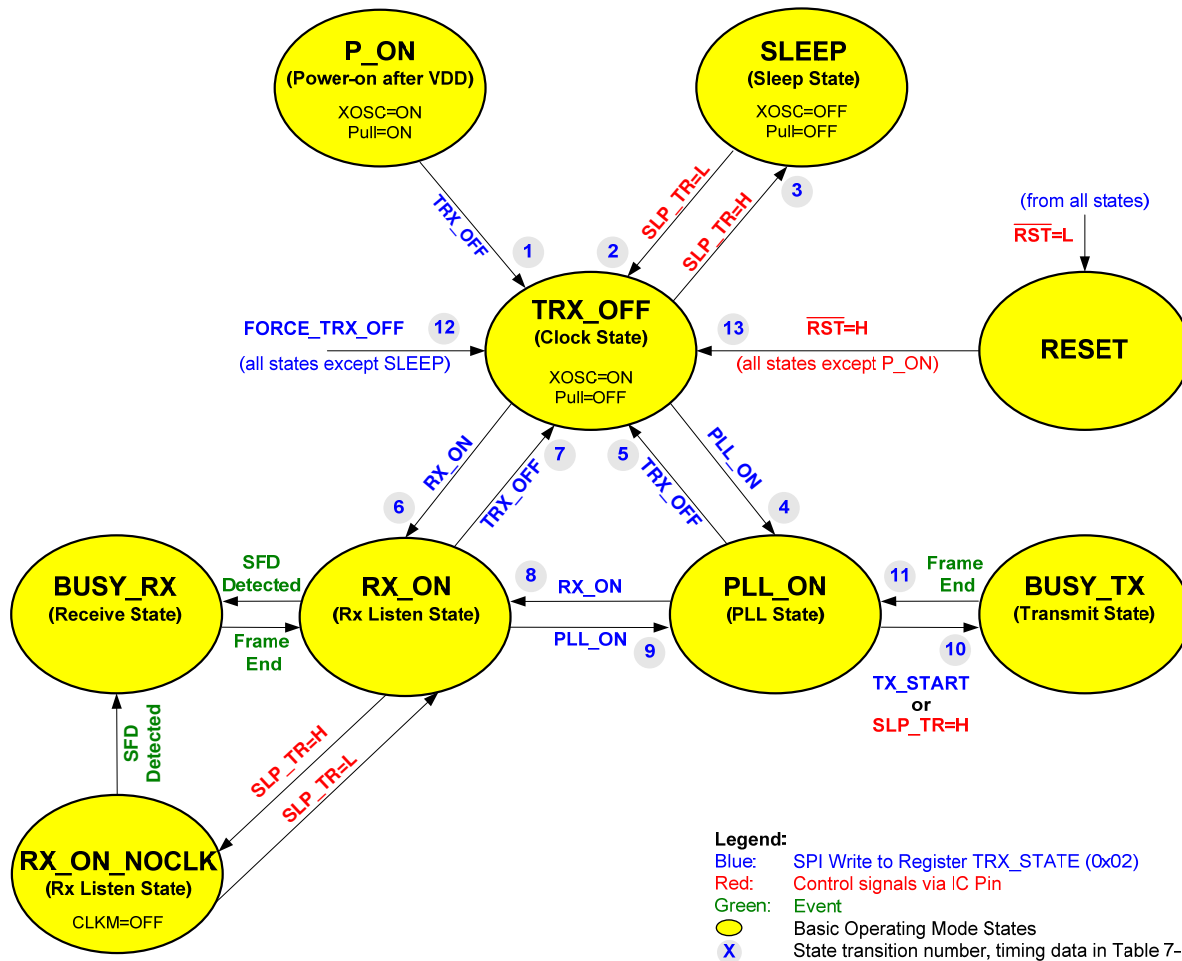 P_ON
(Power-on after VDD)
XOSC=ON
Pull=ON
SLEEP
(Sleep State)
XOSC=OFF
Pull=OFF
TRX_OFF
1
SLP_TR=L
2
SLP_TR=H
3
(from all states)
RST=L
RESET
FORCE_TRX_OFF
12
(all states except SLEEP)
TRX_OFF
(Clock State)
XOSC=ON
Pull=OFF
13
RST=H
(all states except P_ON)
RX_ON
6
TRX_OFF
7
TRX_OFF
5
PLL_ON
4
BUSY_RX
(Receive State)
SFD
Detected
Frame
End
RX_ON
(Rx Listen State)
8
RX_ON
PLL_ON
9
PLL_ON
(PLL State)
11
Frame
End
10
TX_START
or
SLP_TR=H
BUSY_TX
(Transmit State)
SFD
Detected
SLP_TR=H
SLP_TR=L
RX_ON_NOCLK
(Rx Listen State)
CLKM=OFF
Legend:
Blue: SPI Write to Register TRX_STATE (0x02)
Red: Control signals via IC Pin
Green: Event
Basic Operating Mode States
X State transition number, timing data in Table 7–